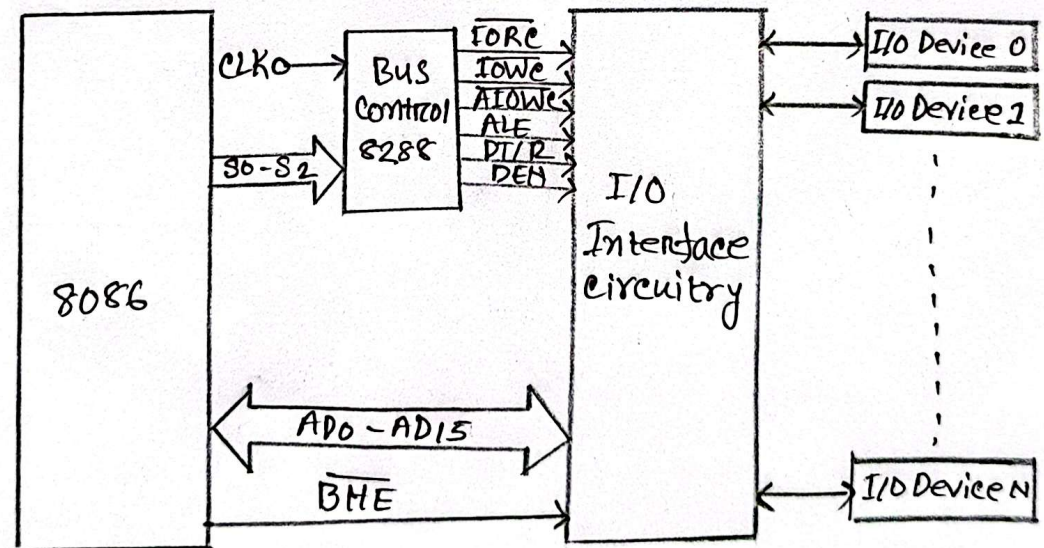 8086
CLK
S0-S2
Bus
control
8288
IORC
IOWC
AIOWC
ALE
DT/R
DEN
I/O
Interface
circuitry
I/O Device 0
I/O Device 1
I/O Device N
AD0 - AD15
BHE